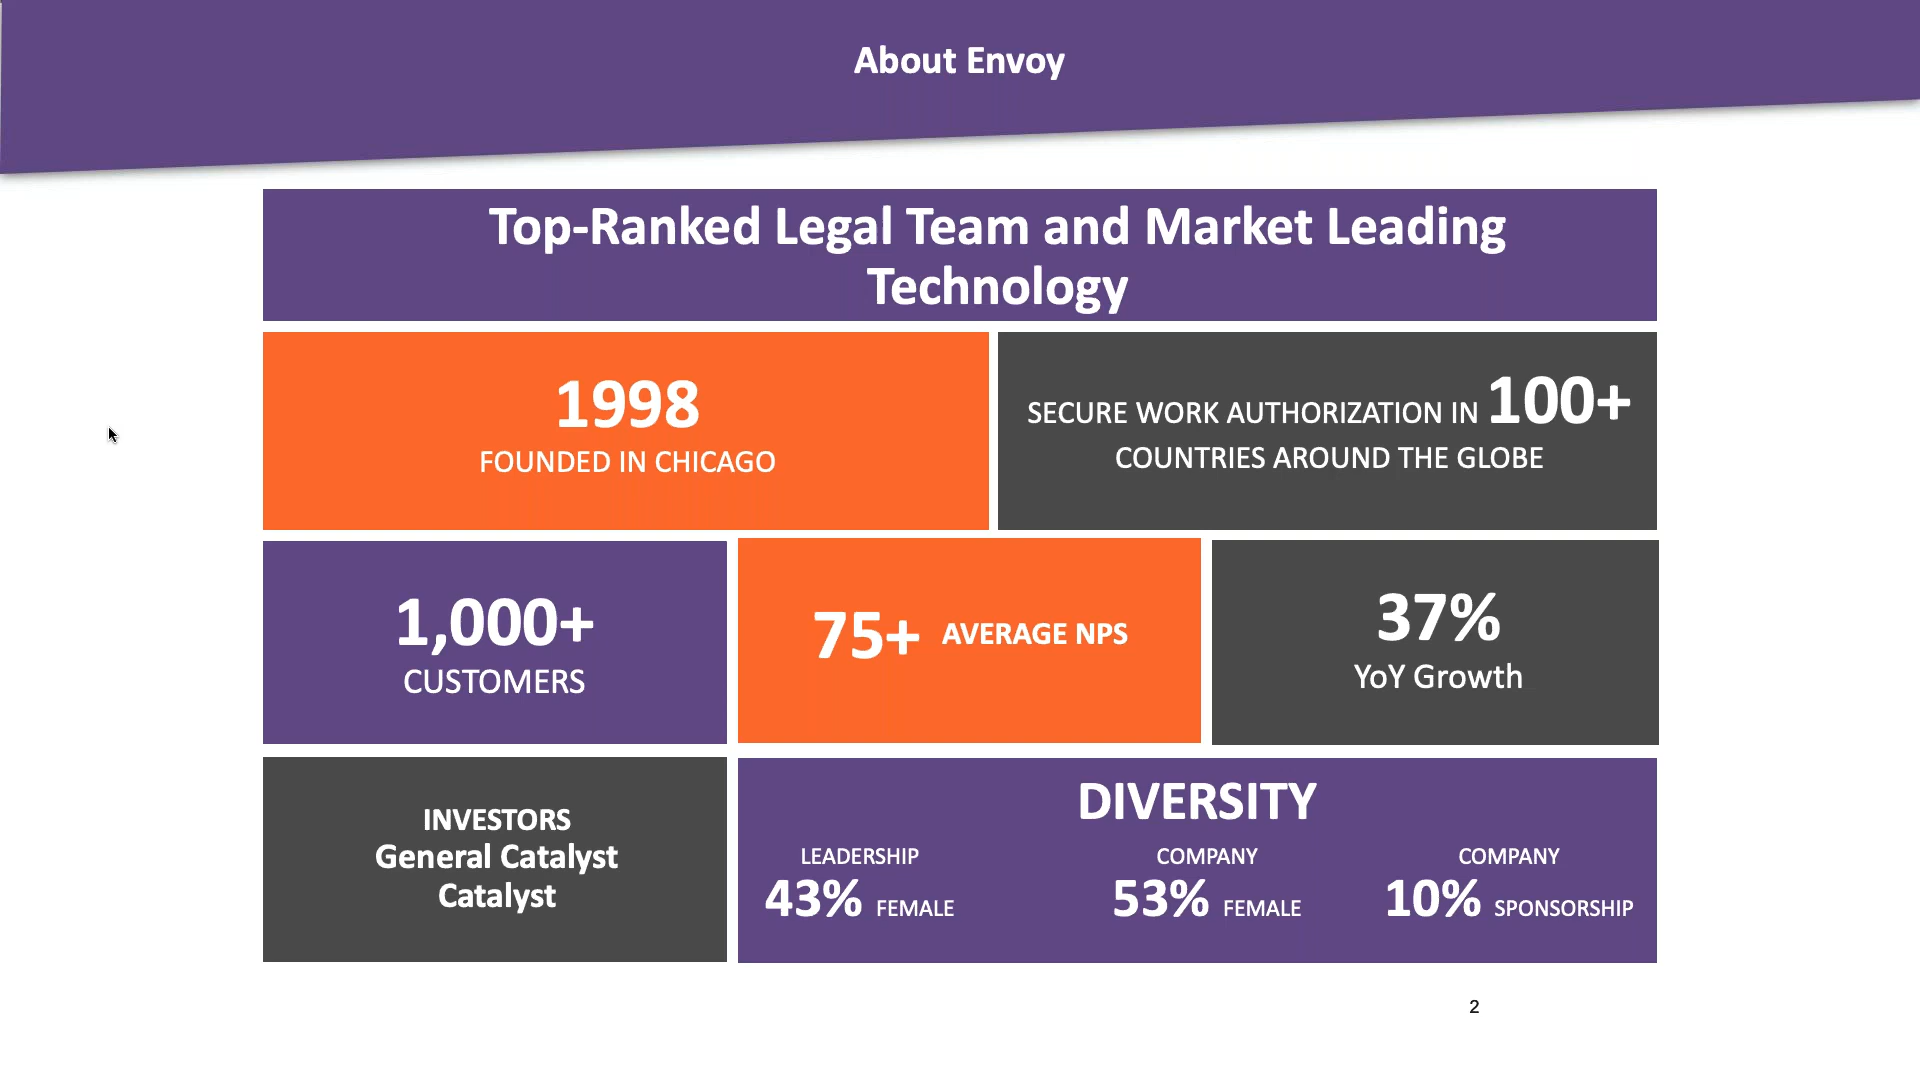 About Envoy
Top-Ranked Legal Team and Market Leading
Technology
1998
FOUNDED IN CHICAGO
SECURE WORK AUTHORIZATION IN 100+
COUNTRIES AROUND THE GLOBE
1,000+
CUSTOMERS
75+ AVERAGE NPS
37%
YoY Growth
INVESTORS
General Catalyst
Catalyst
DIVERSITY
LEADERSHIP
43% FEMALE
COMPANY
53% FEMALE
COMPANY
10% SPONSORSHIP
2